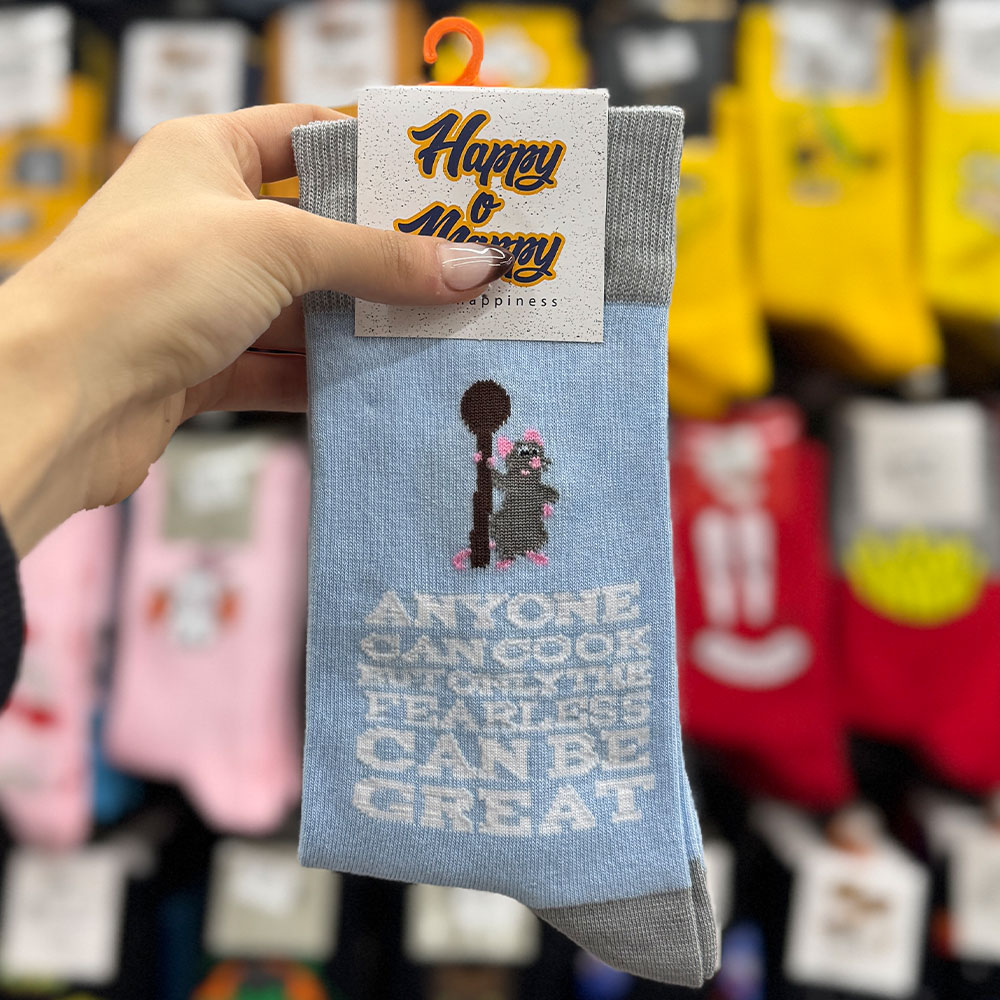 Happy
o
Mappy
happiness
ANYONE
CAN COOK
BUT ONLY THE
FEARLESS
CAN BE
GREAT